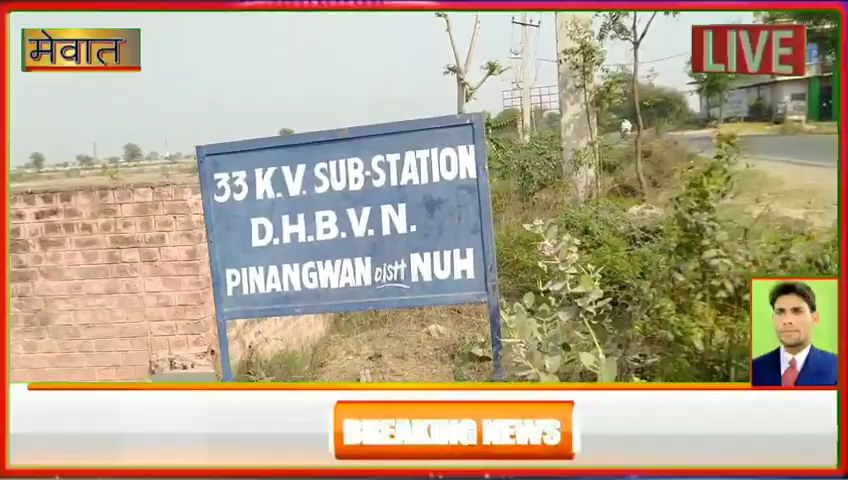 मेवात
LIVE
33 K.V. SUB-STATION
D.H.B.V.N.
PINANGWAN Distt NUH
BREAKING NEWS